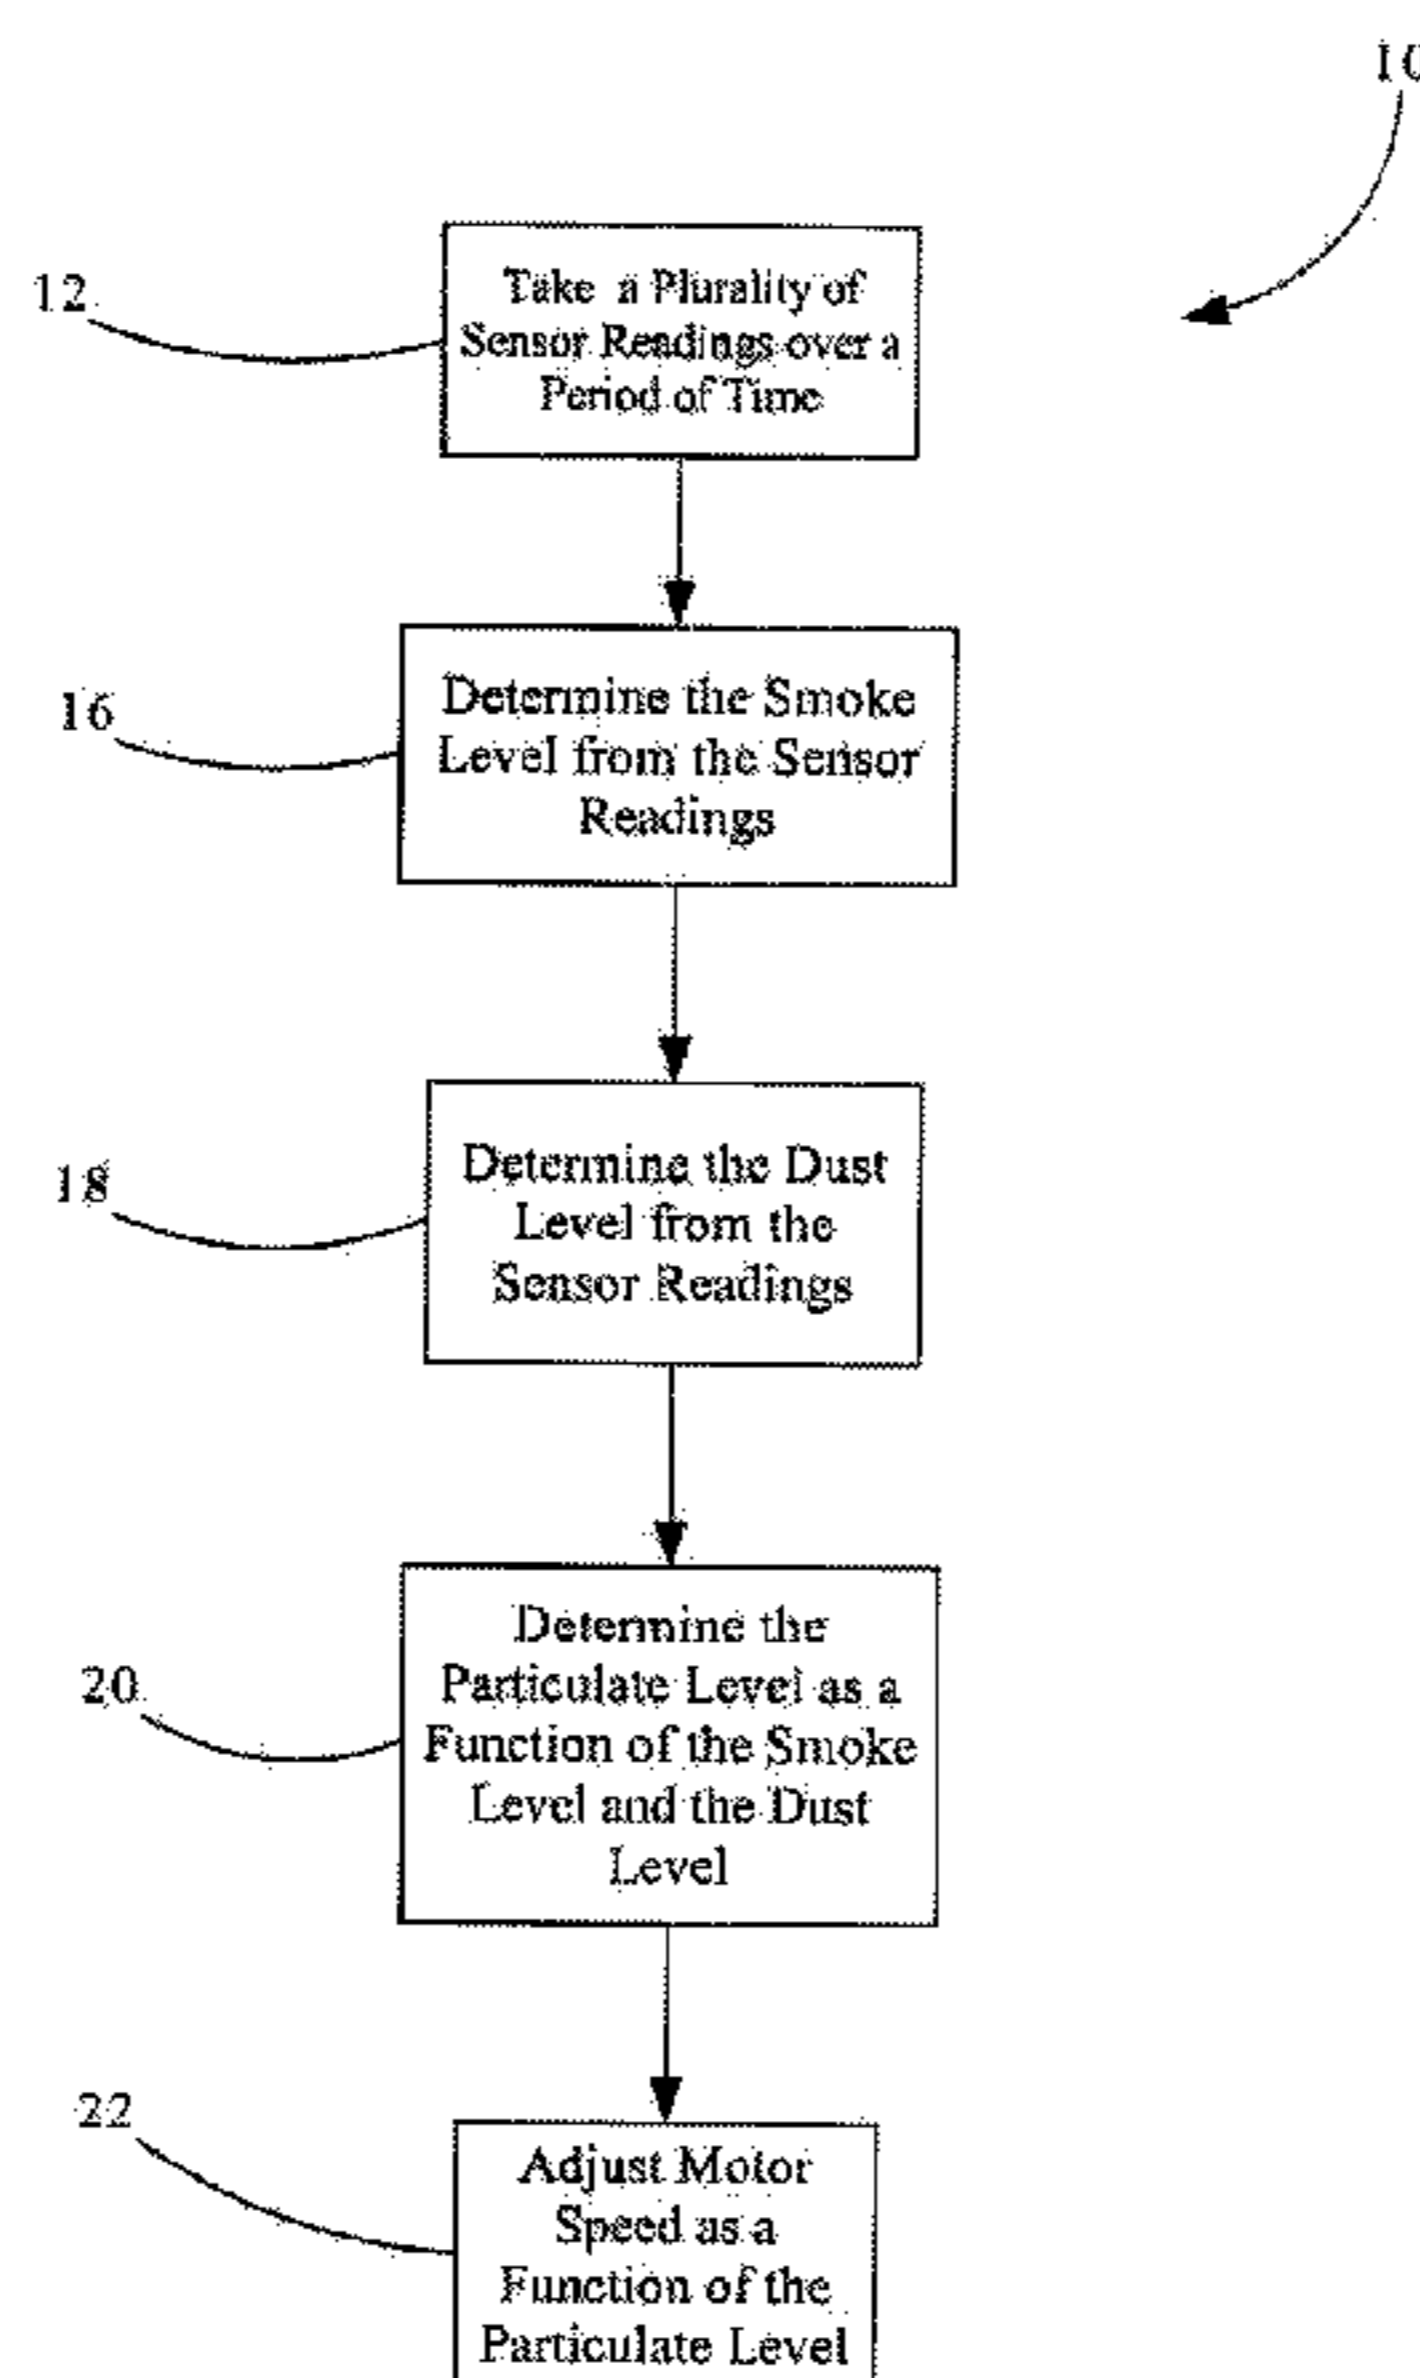 10
12
Take a Plurality of
Sensor Readings over a
Period of Time
16
Determine the Smoke
Level from the Sensor
Readings
18
Determine the Dust
Level from the
Sensor Readings
20
Determine the
Particulate Level as a
Function of the Smoke
Level and the Dust
Level
22
Adjust Motor
Speed as a
Function of the
Particulate Level